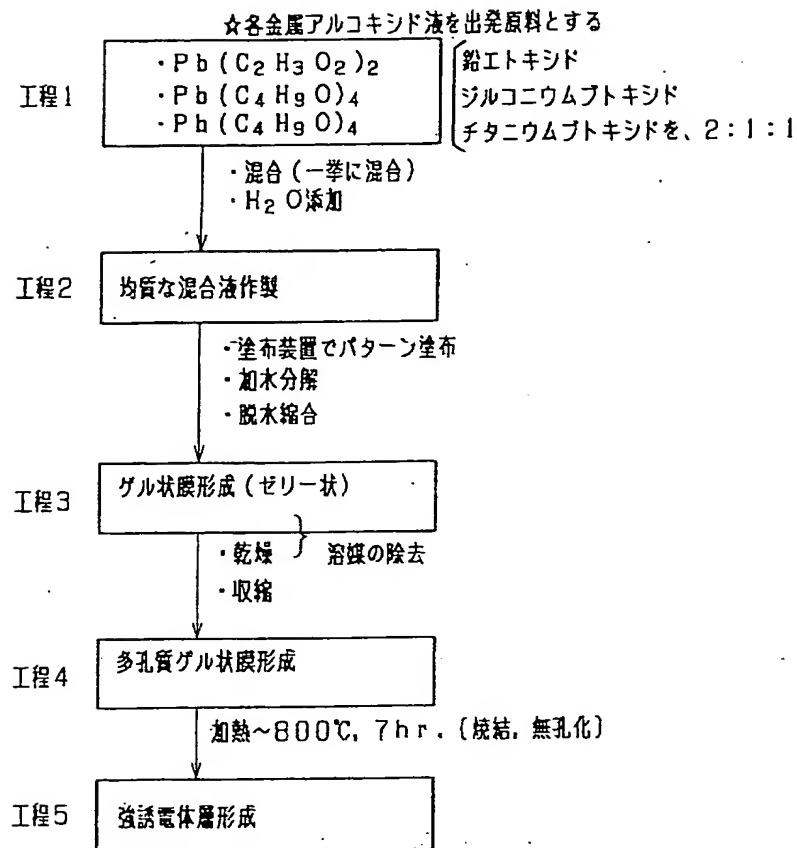 ☆各金属アルコキシド液を出発原料とする
工程1
・Pb(C2H3O2)2
・Pb(C4H9O)4
・Pb(C4H9O)4
鉛エトキシド
ジルコニウムブトキシド
チタニウムブトキシドを、2:1:1
・混合(一挙に混合)
・H2O添加
工程2
均質な混合液作製
・塗布装置でパターン塗布
・加水分解
・脱水縮合
工程3
ゲル状膜形成(ゼリー状)
・乾燥
・収縮
溶媒の除去
工程4
多孔質ゲル状膜形成
加熱~800℃, 7hr.〔焼結, 無孔化〕
工程5
強誘電体層形成